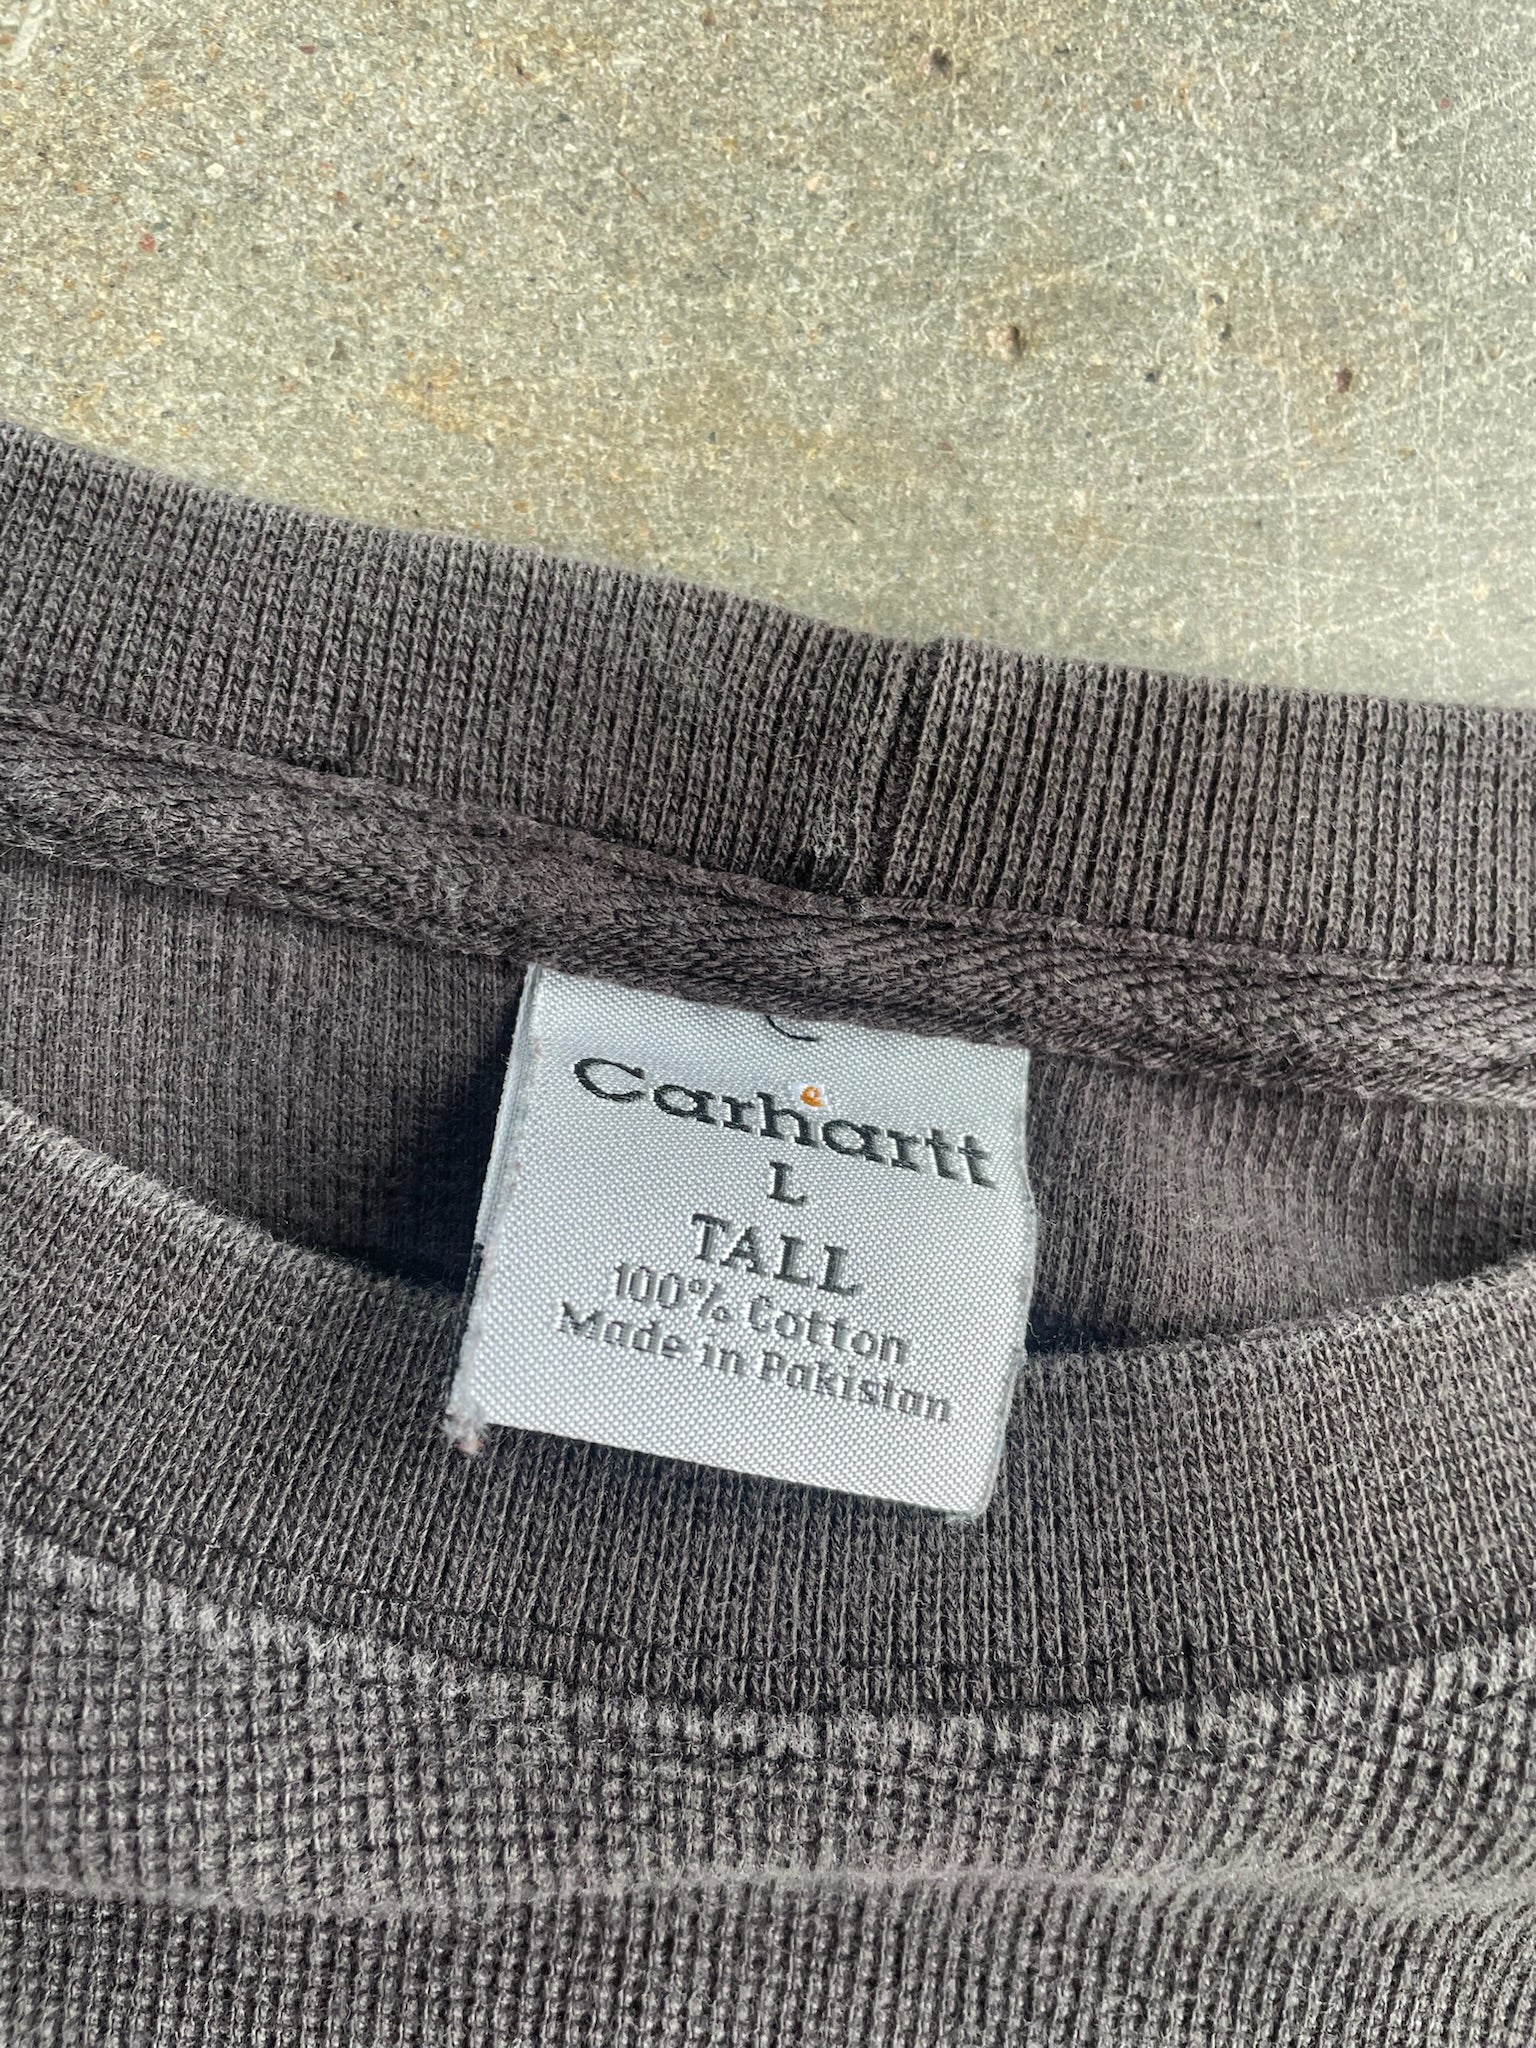 Carhartt
L
TALL
100% Cotton
Made in Pakistan